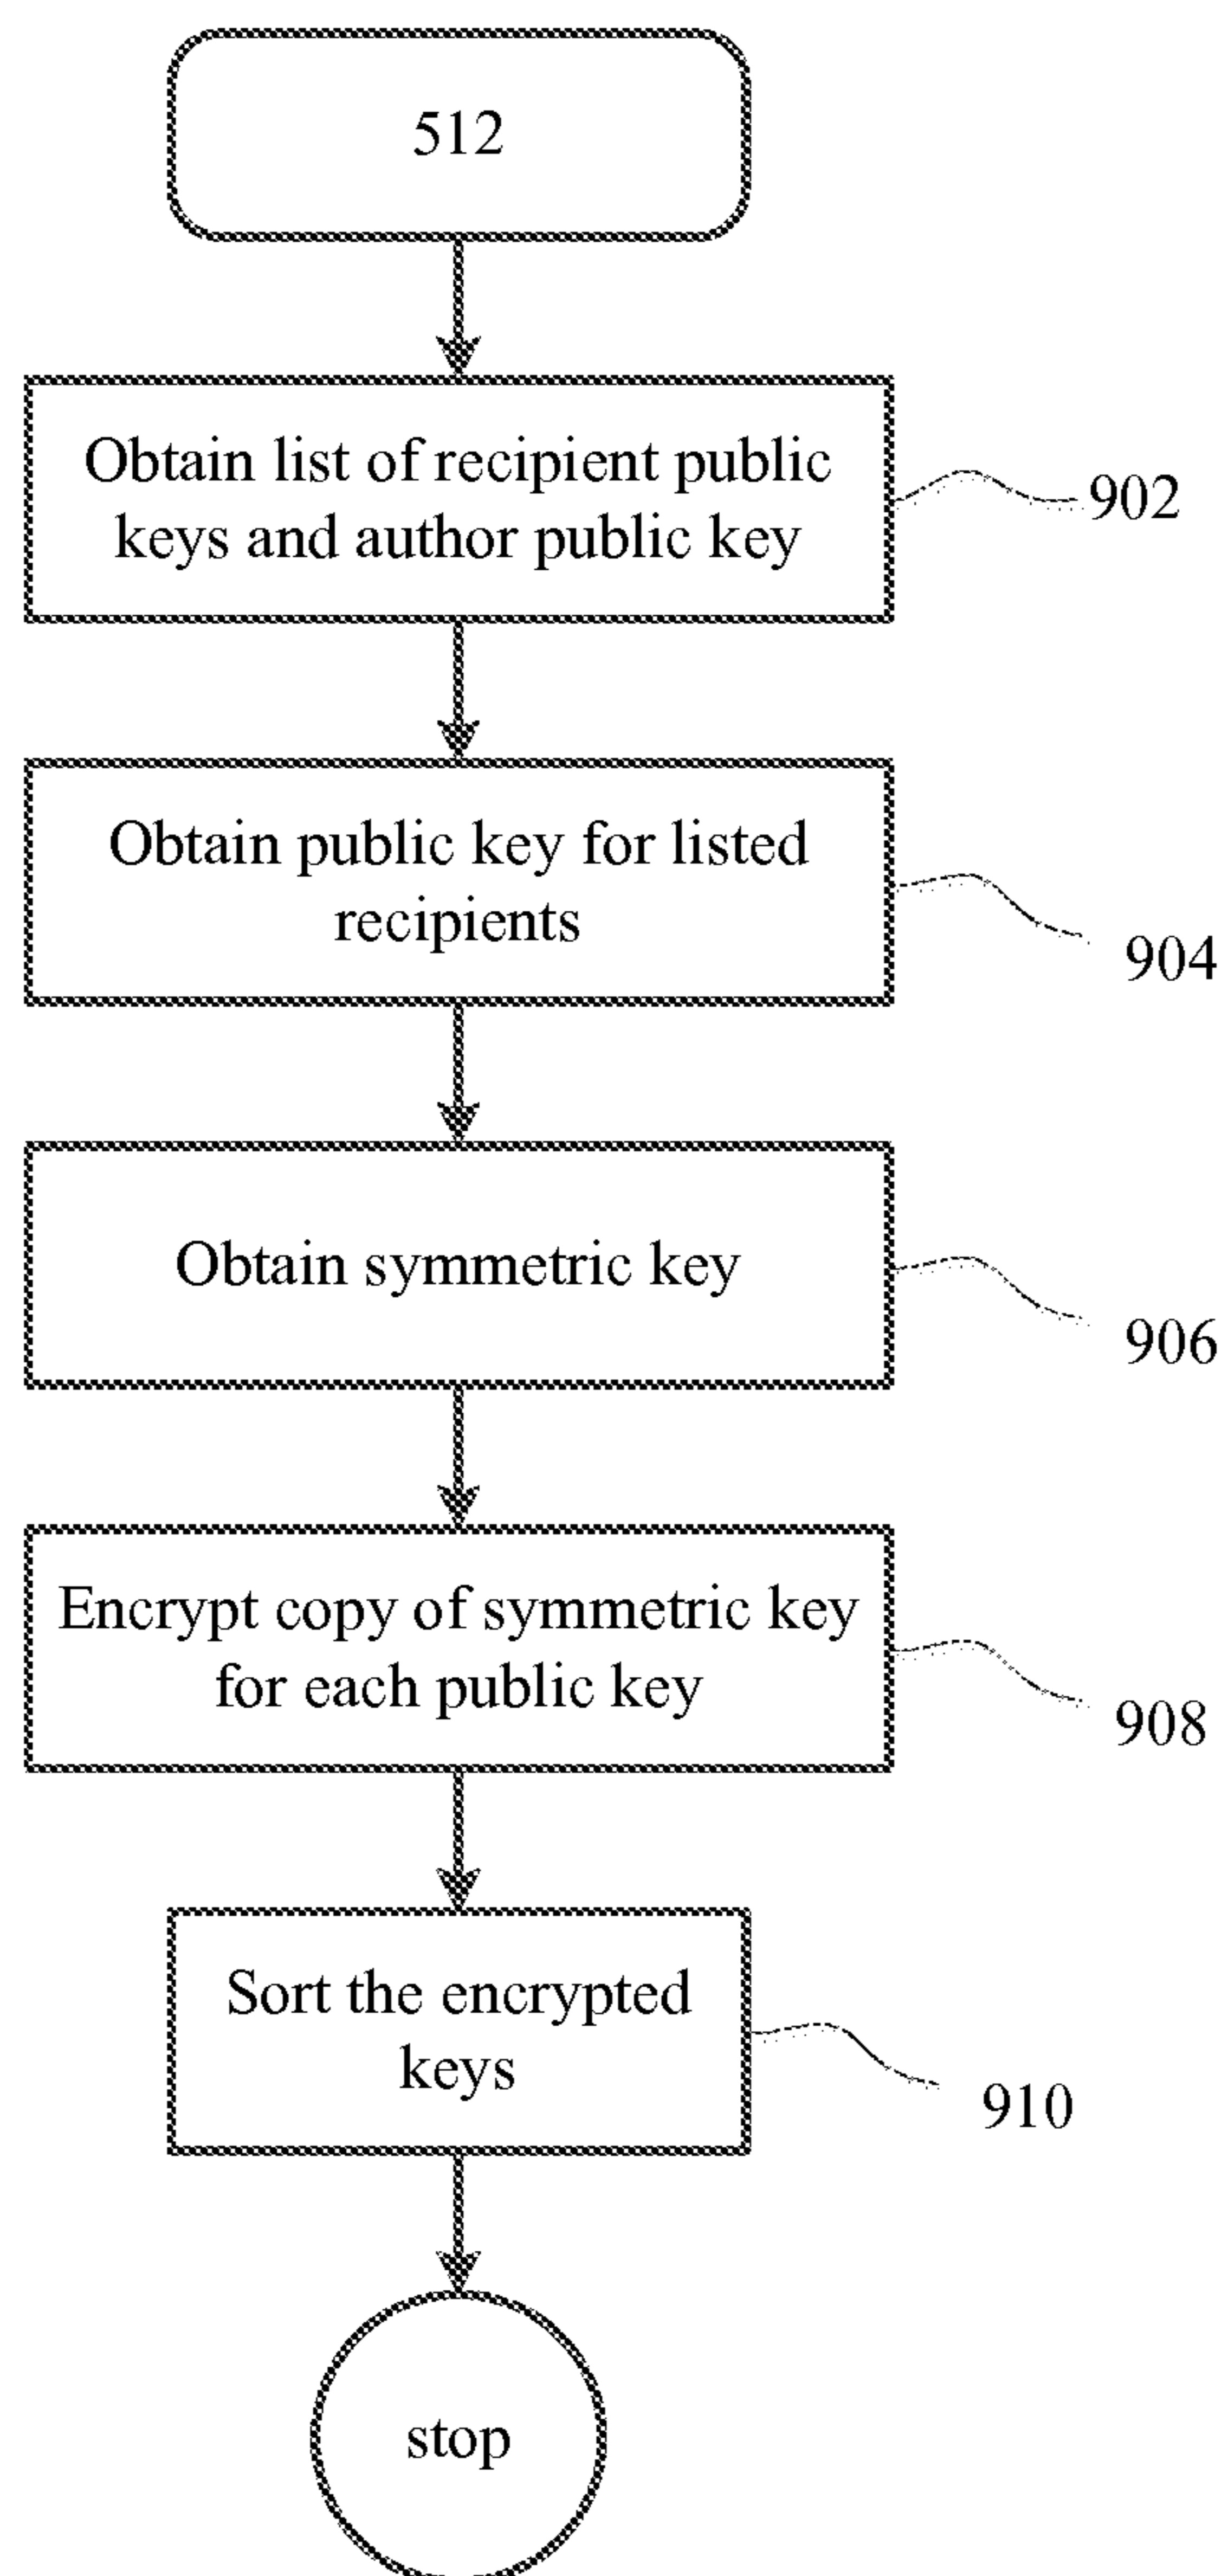 512
Obtain list of recipient public
keys and author public key
902
Obtain public key for listed
recipients
904
Obtain symmetric key
906
Encrypt copy of symmetric key
for each public key
908
Sort the encrypted
keys
910
stop